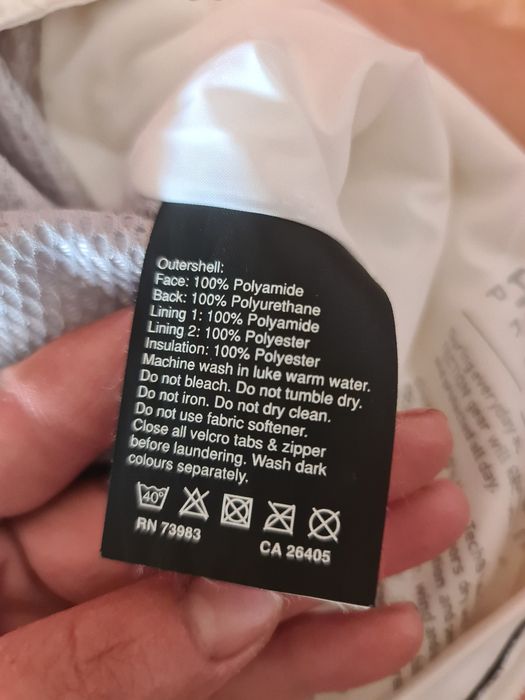 Outershell:
Face: 100% Polyamide
Back: 100% Polyurethane
Lining 1: 100% Polyamide
Lining 2: 100% Polyester
Insulation: 100% Polyester
Machine wash in luke warm water.
Do not bleach. Do not tumble dry.
Do not iron. Do not dry clean.
Do not use fabric softener.
Close all velcro tabs & zipper
before laundering. Wash dark
colours separately.
40°
RN 73983
CA 26405